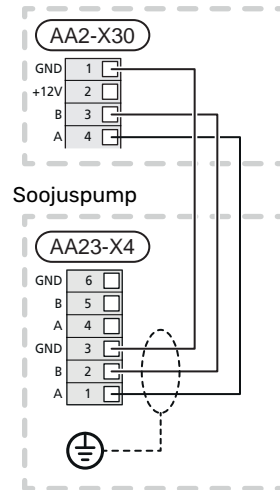 AA2-X30
GND 1
+12V 2
B 3
A 4
Soojuspump
AA23-X4
GND 6
B 5
A 4
GND 3
B 2
A 1